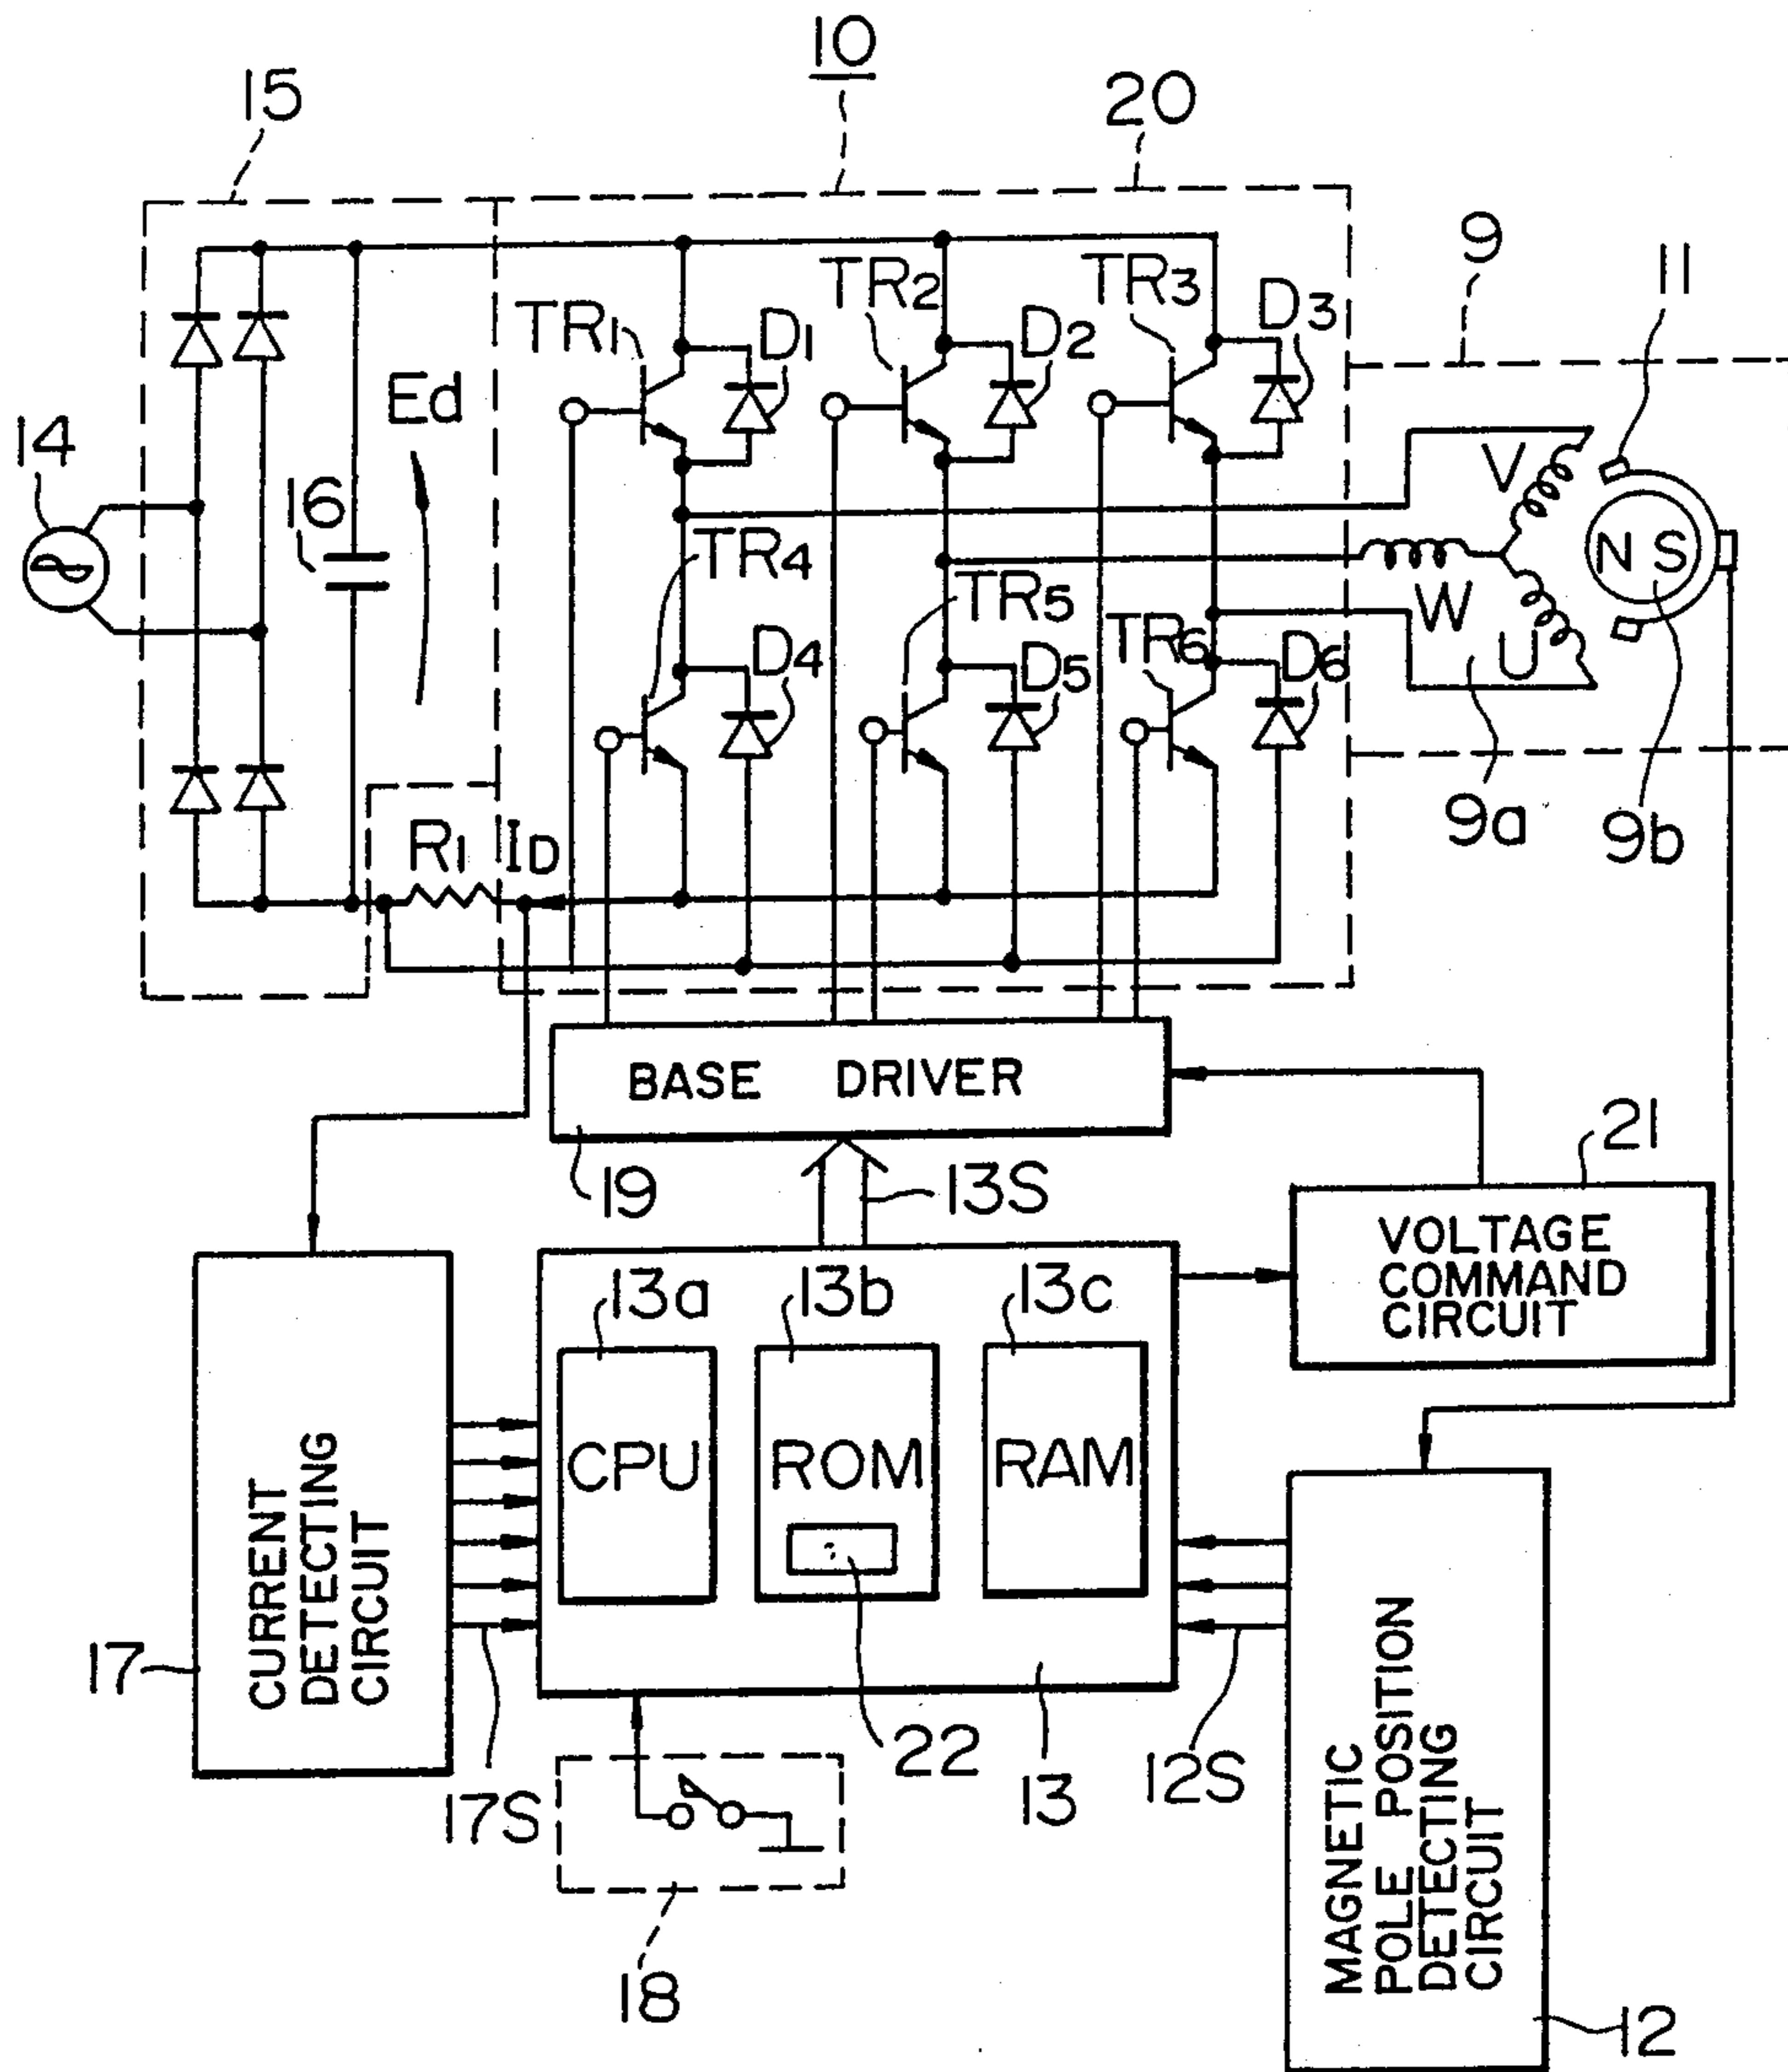 10
15
20
9
11
TR1
D1
TR2
D2
TR3
D3
Ed
14
16
V
N S
W
U
TR4
D4
TR5
D5
TR6
D6
9a
9b
R1
ID
BASE DRIVER
19
13S
21
VOLTAGE
COMMAND
CIRCUIT
13a
13b
13c
CPU
ROM
RAM
CURRENT
DETECTING
CIRCUIT
17
17S
22
13
12S
18
MAGNETIC
POLE POSITION
DETECTING
CIRCUIT
12